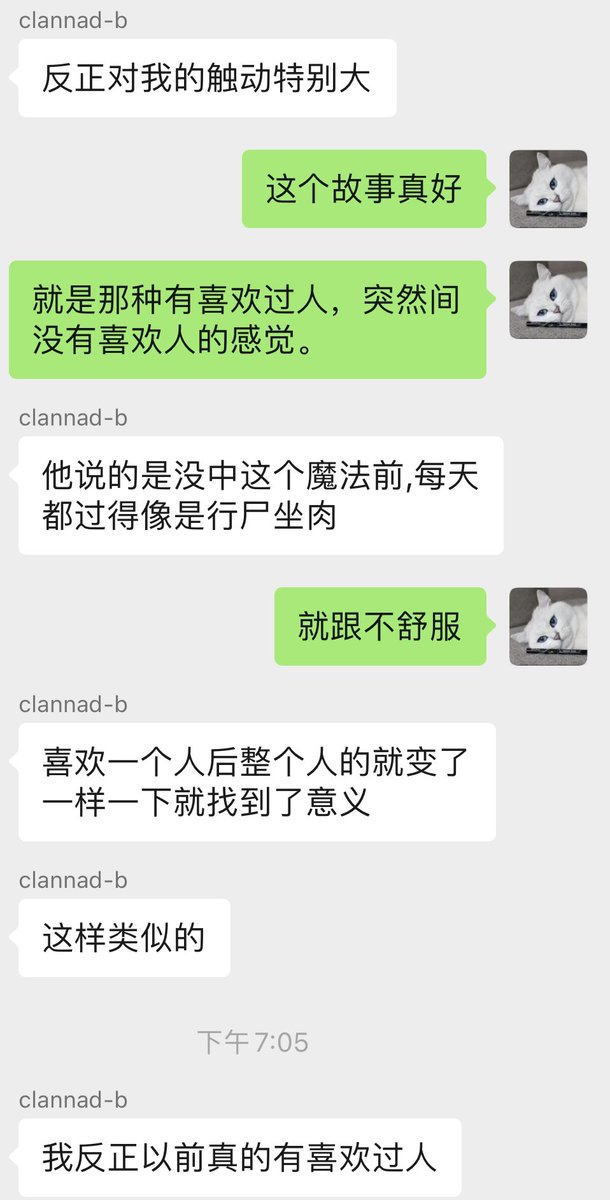 clannad-b
反正对我的触动特别大
这个故事真好
就是那种有喜欢过人，突然间
没有喜欢人的感觉。
clannad-b
他说的是没中这个魔法前,每天
都过得像是行尸坐肉
就跟不舒服
clannad-b
喜欢一个人后整个人的就变了
一样一下就找到了意义
clannad-b
这样类似的
下午7:05
clannad-b
我反正以前真的有喜欢过人